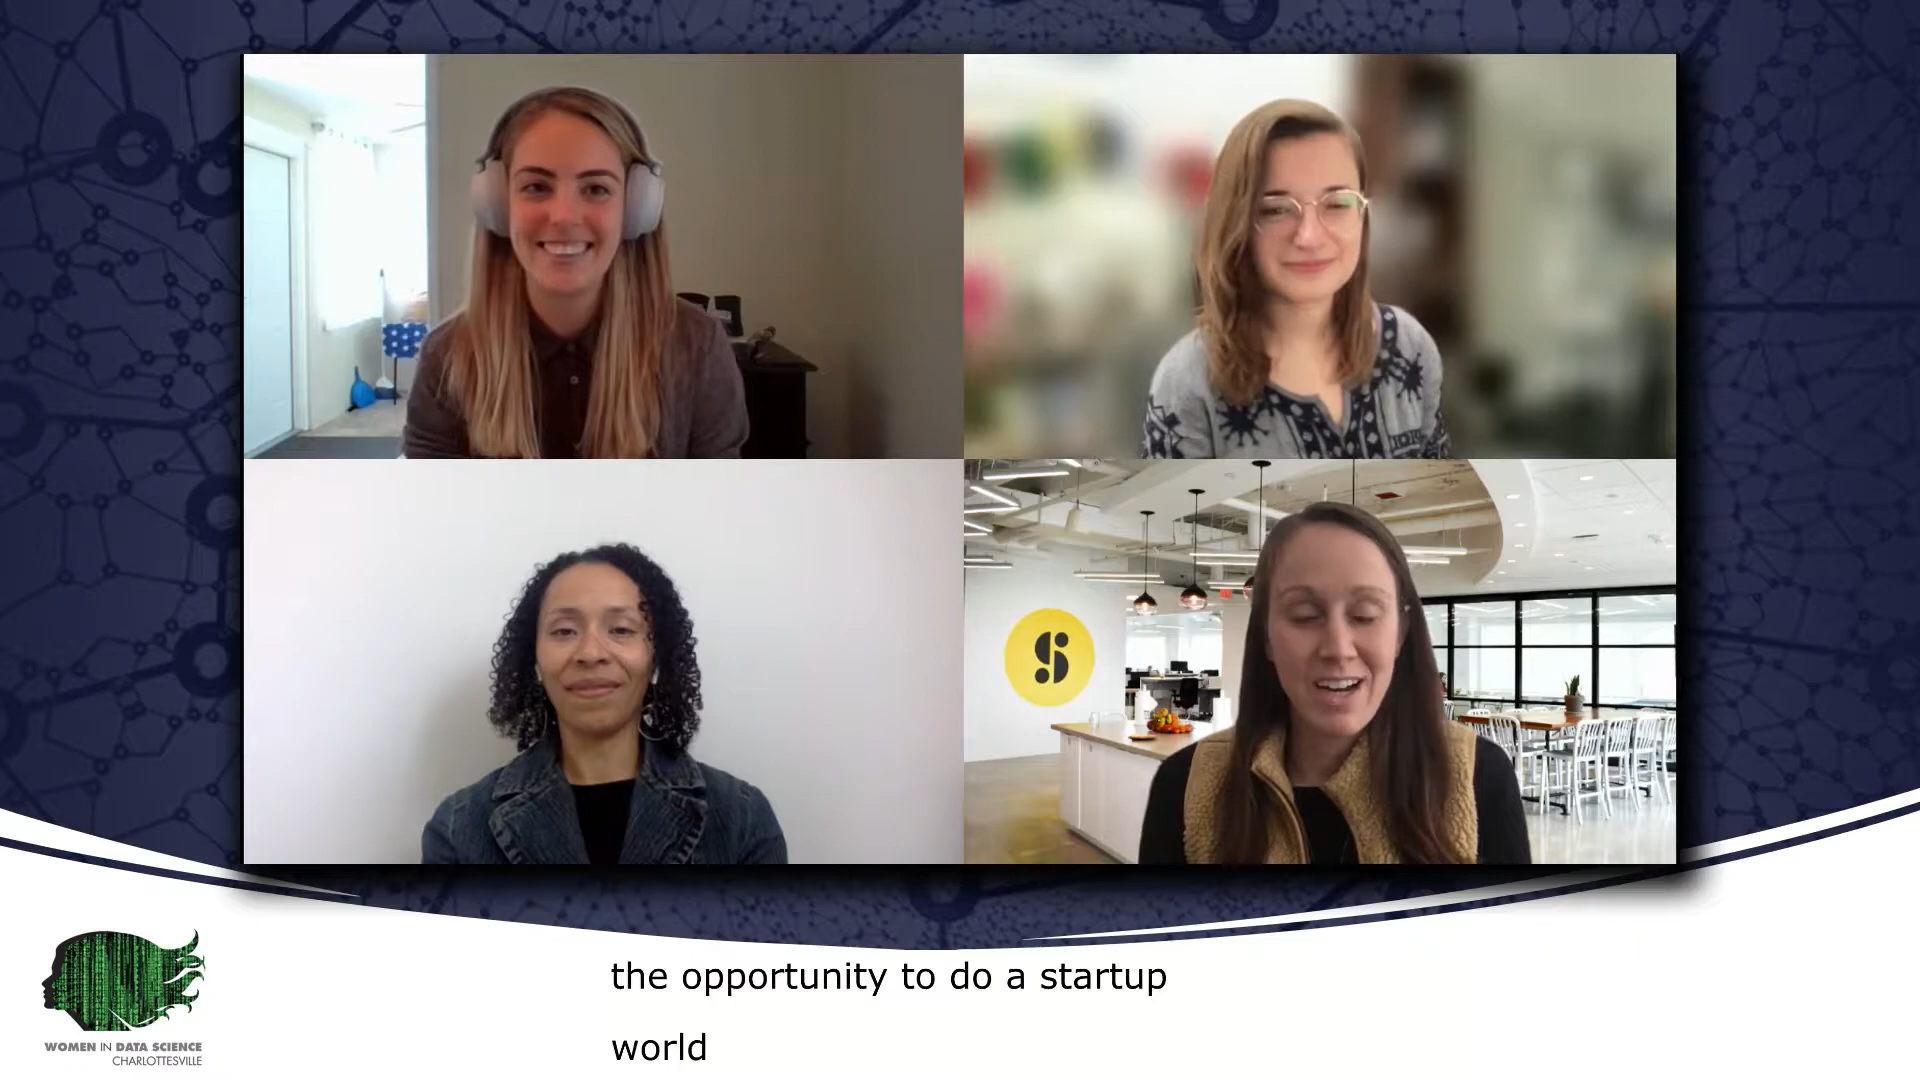 the opportunity to do a startup
world
WOMEN IN DATA SCIENCE
CHARLOTTESVILLE